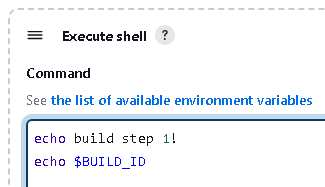 Execute shell ?
Command
See the list of available environment variables
echo build step 1!
echo $BUILD_ID